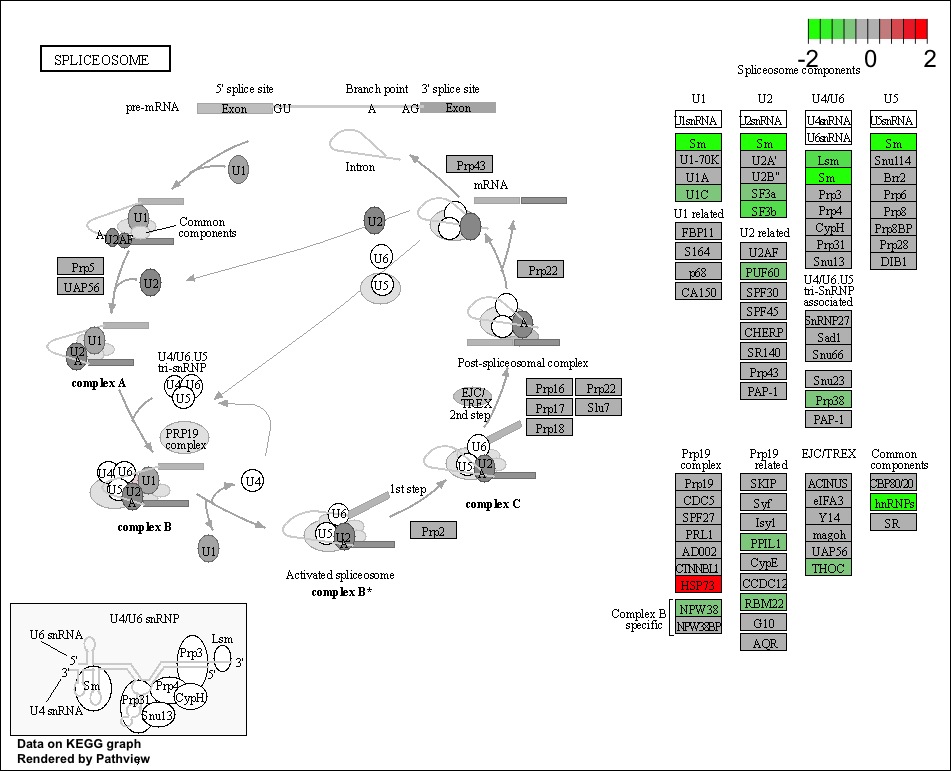 SPLICEOSOME
-2 0 2
Spliceosome components
5' splice site
Branch point
3' splice site
pre-mRNA
Exon
GU
A
AG
Exon
Intron
Prp43
mRNA
U1
U1
A
U2AF
Common
components
Prp5
UAP56
U2
U2
U6
U5
Prp22
U1
U2
A
complex A
U4/U6.U5
tri-snRNP
U4
U6
U5
PRP19
complex
U4
U6
U5
U1
U2
A
complex B
U4
U1
U6
U5
U2
A
1st step
Prp2
Activated spliceosome
complex B*
A
Post-spliceosomal complex
EJC/
TREX
2nd step
Prp16
Prp22
Prp17
Slu7
Prp18
U6
U5
U2
A
complex C
U1
U1snRNA
Sm
U1-70K
U1A
U1C
U1 related
FBP11
S164
p68
CA150
U2
U2snRNA
Sm
U2A'
U2B"
SF3a
SF3b
U2 related
U2AF
PUF60
SPF30
SPF45
CHERP
SR140
Prp43
PAP-1
U4/U6
U4snRNA
U6snRNA
Lsm
Sm
Prp3
Prp4
CypH
Prp31
Snu13
U4/U6.U5
tri-SnRNP
associated
SnRNP27
Sad1
Snu66
Snu23
Prp38
PAP-1
U5
U5snRNA
Sm
Snu114
Brr2
Prp6
Prp8
Prp8BP
Prp28
DIB1
Prp19
complex
Prp19
CDC5
SPF27
PRL1
AD002
CTNNBL1
HSP73
Complex B
specific
NPW38
NPW38BP
Prp19
related
SKIP
Syf
Isy1
PPIL1
CypE
CCDC12
RBM22
G10
AQR
EJC/TREX
ACINUS
eIFA3
Y14
magoh
UAP56
THOC
Common
components
CBP80/20
hnRNPs
SR
U4/U6 snRNP
U6 snRNA
5'
3'
Sm
U4 snRNA
Prp3
Lsm
3'
5'
Prp4
Prp31
CypH
Snu13
Data on KEGG graph
Rendered by Pathview